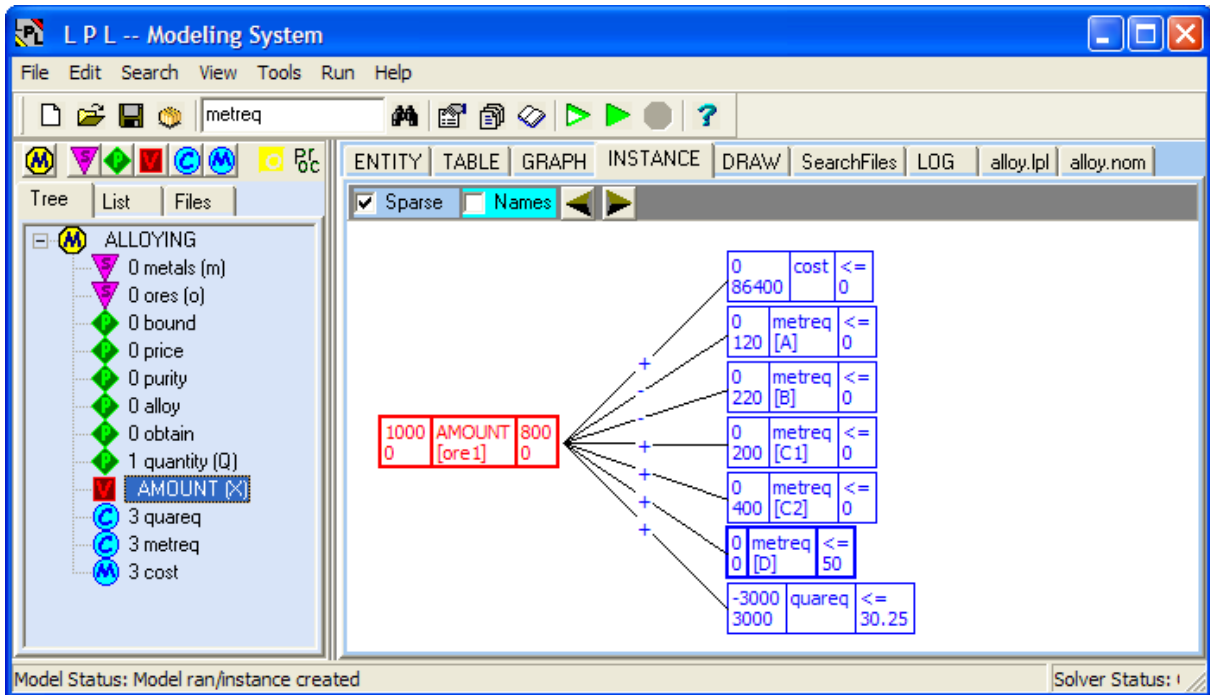 L P L -- Modeling System
File Edit Search View Tools Run Help
metreq
Proc
ENTITY TABLE GRAPH INSTANCE DRAW SearchFiles LOG alloy.lpl alloy.nom
Tree List Files
Sparse Names
M ALLOYING
S 0 metals (m)
S 0 ores (o)
P 0 bound
P 0 price
P 0 purity
P 0 alloy
P 0 obtain
P 1 quantity (Q)
V AMOUNT (X)
C 3 quareq
C 3 metreq
M 3 cost
1000 AMOUNT 800
0 [ore1] 0
+
-
-
+
+
+
+
0 cost <=
86400 0
0 metreq <=
120 [A] 0
0 metreq <=
220 [B] 0
0 metreq <=
200 [C1] 0
0 metreq <=
400 [C2] 0
0 metreq <=
0 [D] 50
-3000 quareq <=
3000 30.25
Model Status: Model ran/instance created
Solver Status: